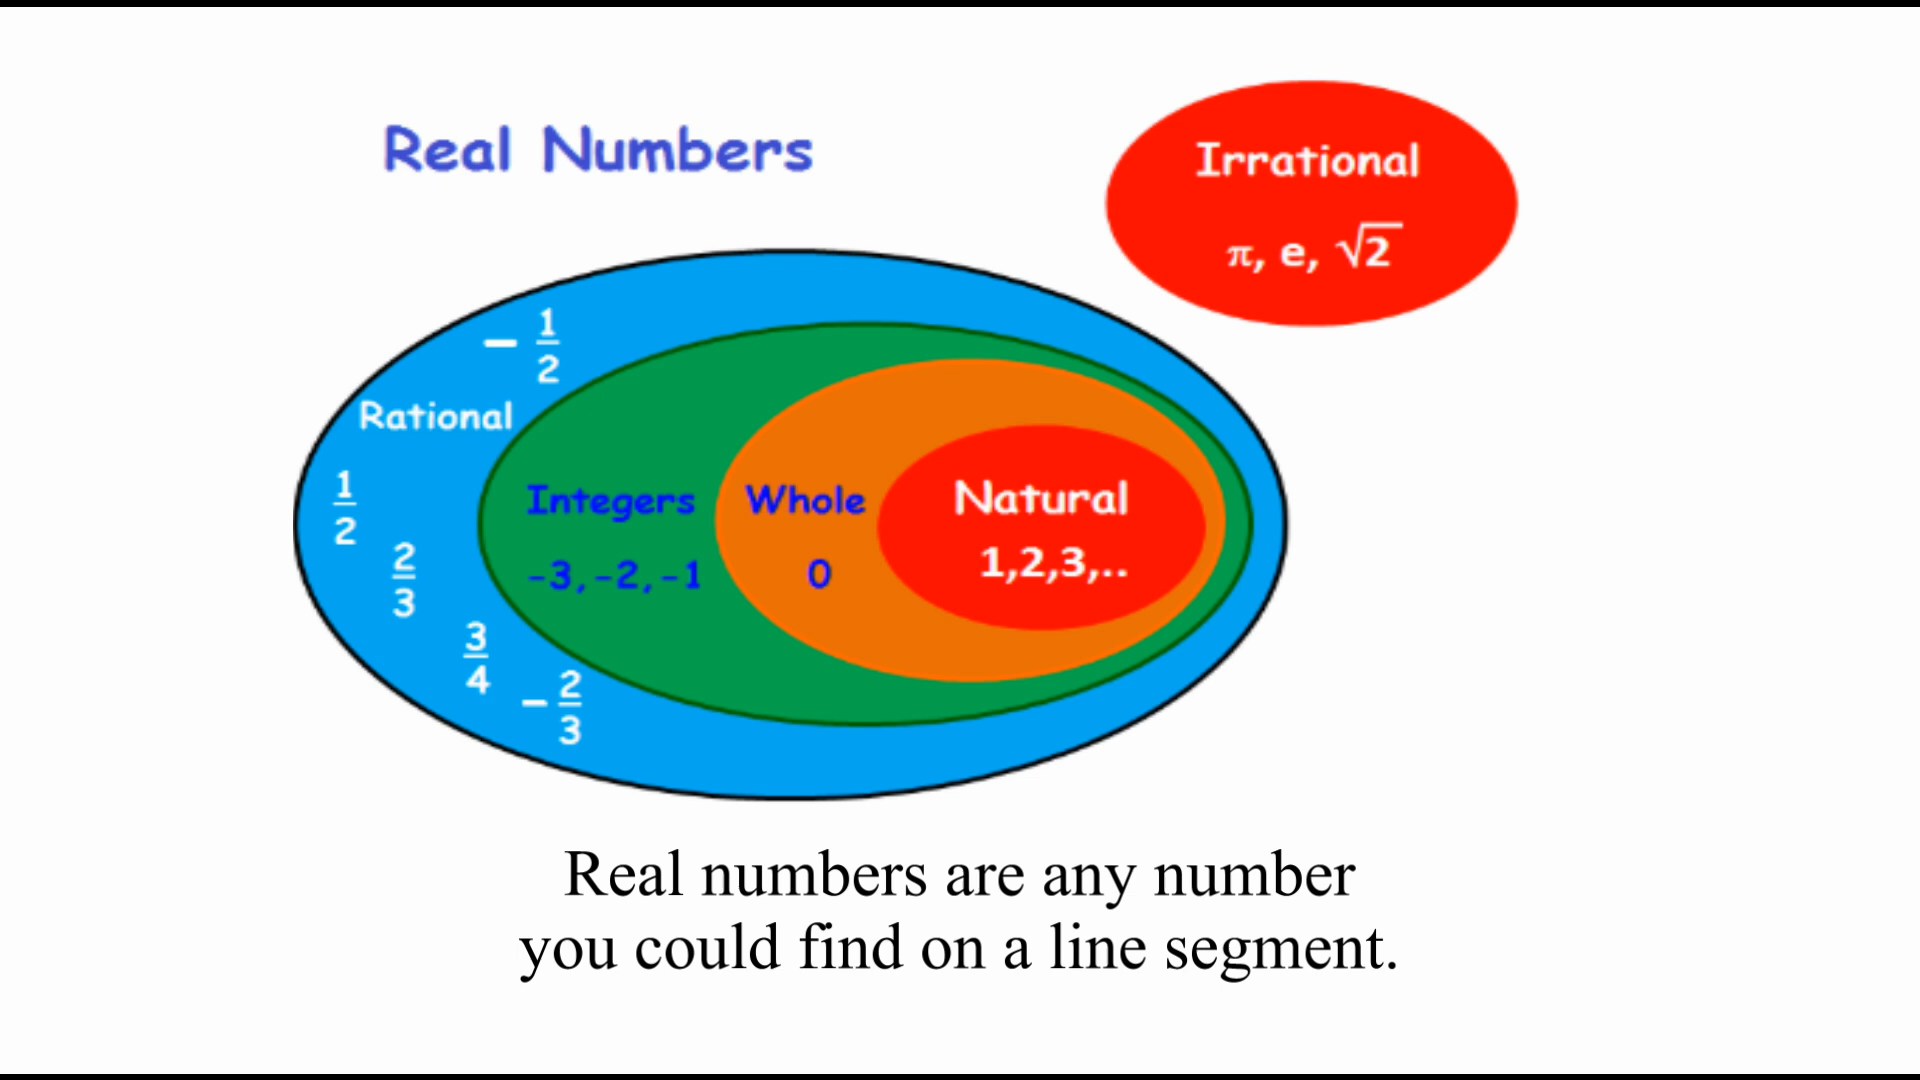 Real Numbers
Irrational
π, e, √2
- 1/2
Rational
1/2
2/3
3/4
- 2/3
Integers
-3, -2, -1
Whole
0
Natural
1,2,3,..
Real numbers are any number
you could find on a line segment.